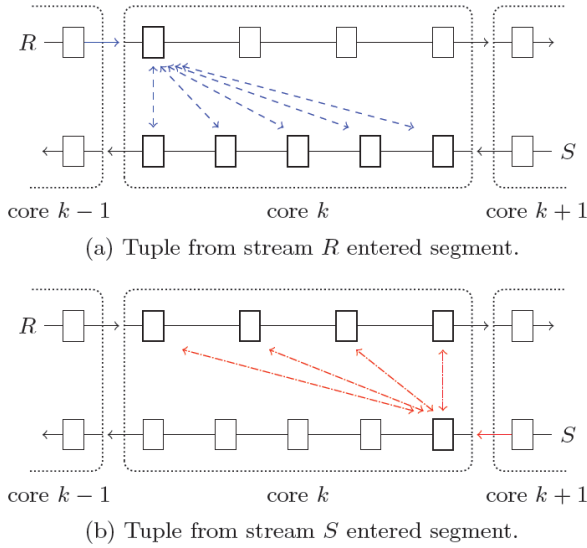 R
S
core k − 1 core k core k + 1
(a) Tuple from stream R entered segment.
R
S
core k − 1 core k core k + 1
(b) Tuple from stream S entered segment.